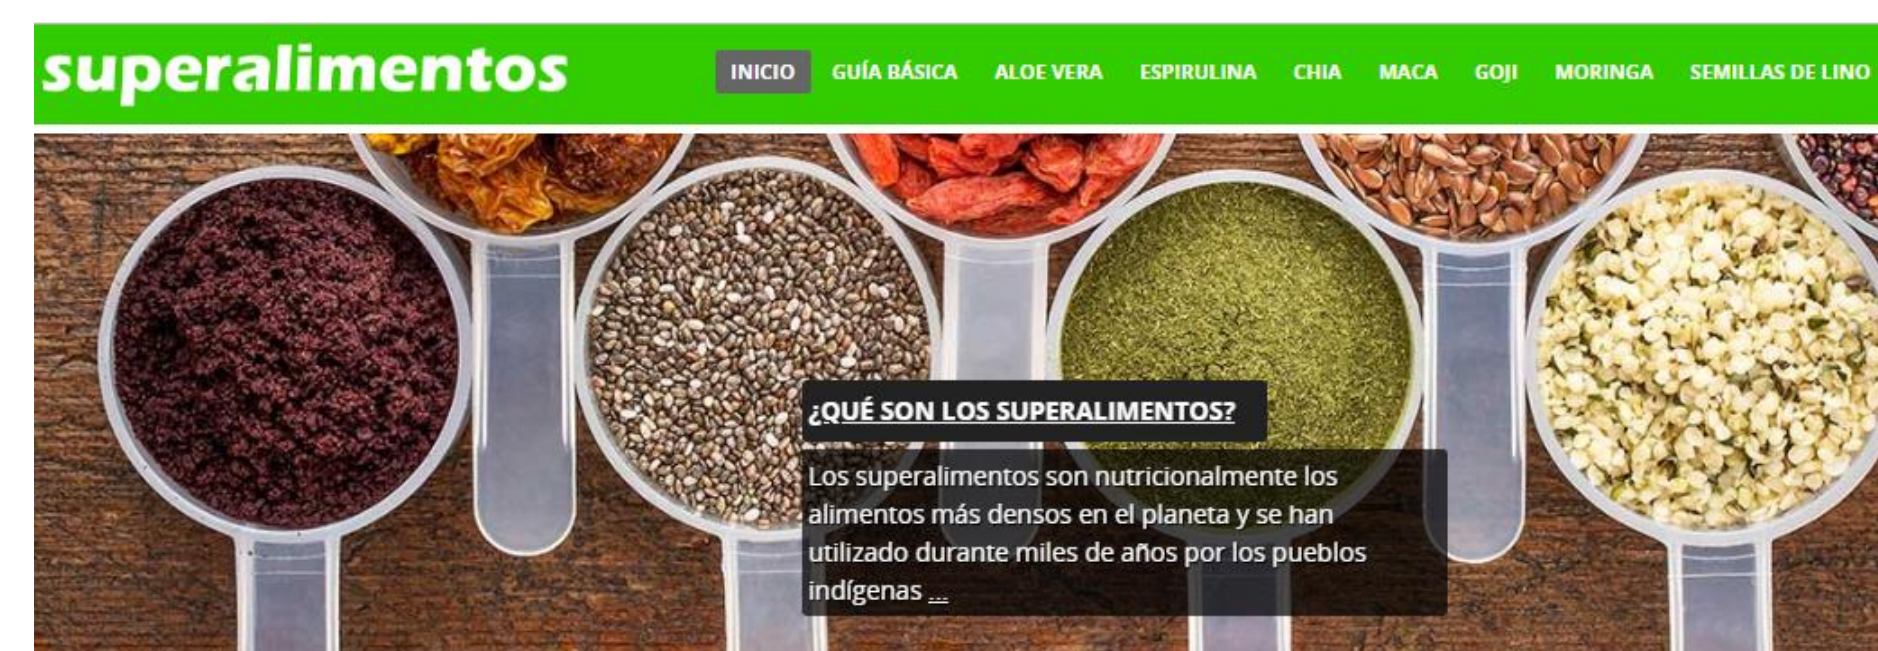 superalimentos
INICIO GUÍA BÁSICA ALOE VERA ESPIRULINA CHIA MACA GOJI MORINGA SEMILLAS DE LINO
¿QUÉ SON LOS SUPERALIMENTOS?
Los superalimentos son nutricionalmente los
alimentos más densos en el planeta y se han
utilizado durante miles de años por los pueblos
indígenas ...